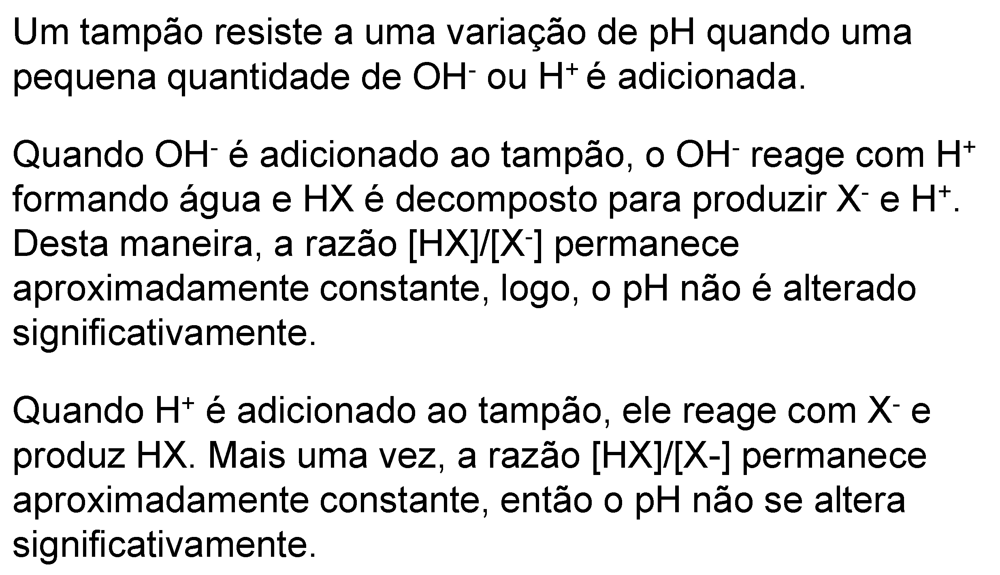 Um tampão resiste a uma variação de pH quando uma
pequena quantidade de OH⁻ ou H⁺ é adicionada.
Quando OH⁻ é adicionado ao tampão, o OH⁻ reage com H⁺
formando água e HX é decomposto para produzir X⁻ e H⁺.
Desta maneira, a razão [HX]/[X⁻] permanece
aproximadamente constante, logo, o pH não é alterado
significativamente.
Quando H⁺ é adicionado ao tampão, ele reage com X⁻ e
produz HX. Mais uma vez, a razão [HX]/[X-] permanece
aproximadamente constante, então o pH não se altera
significativamente.